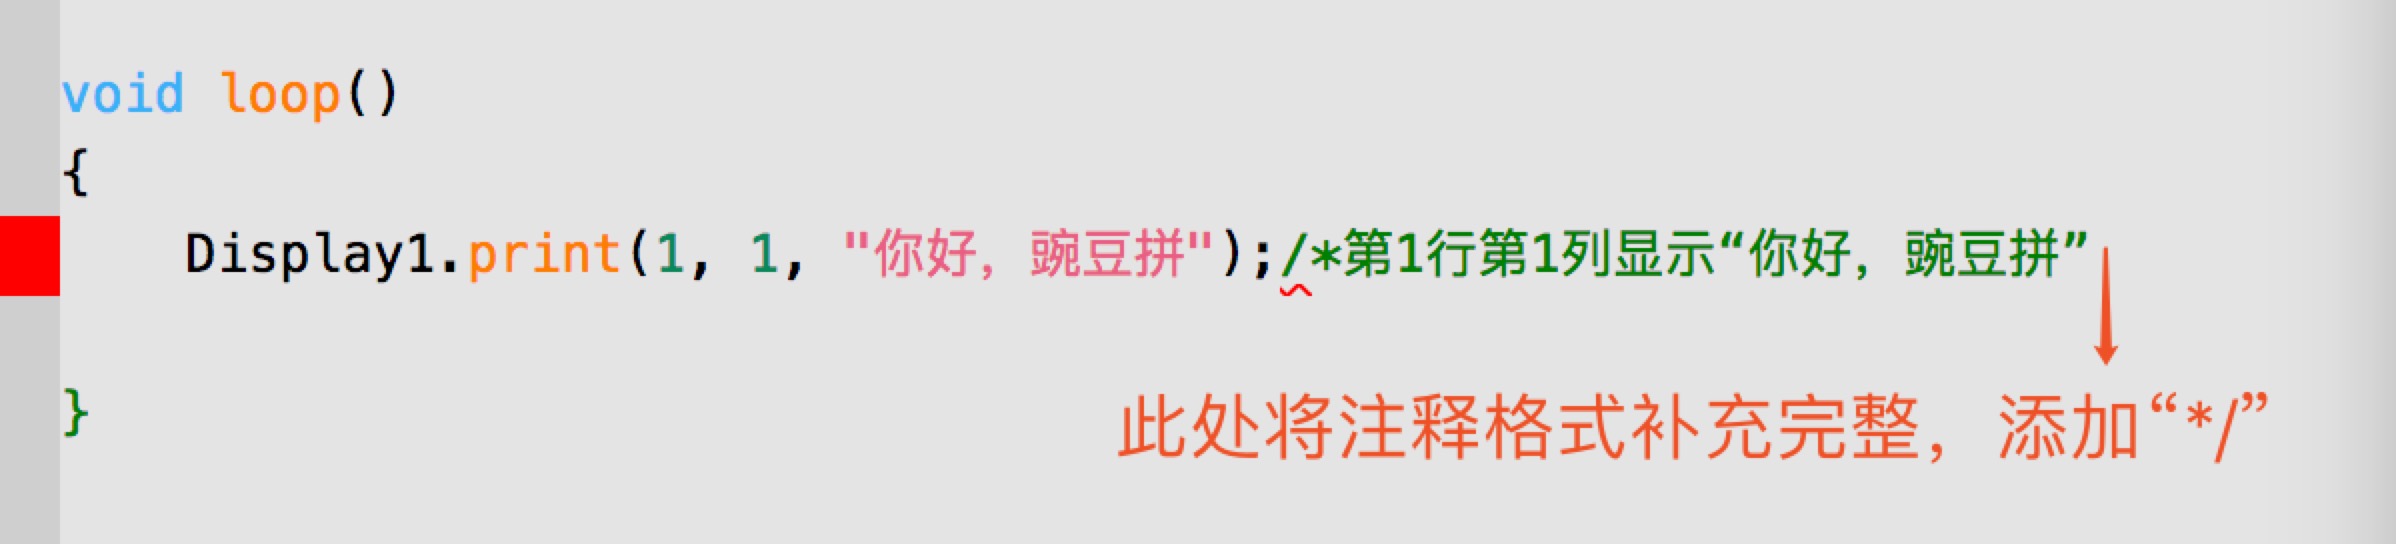 void loop()
{
Display1.print(1, 1, "你好，豌豆拼");/*第1行第1列显示“你好，豌豆拼”
}
此处将注释格式补充完整，添加“*/”